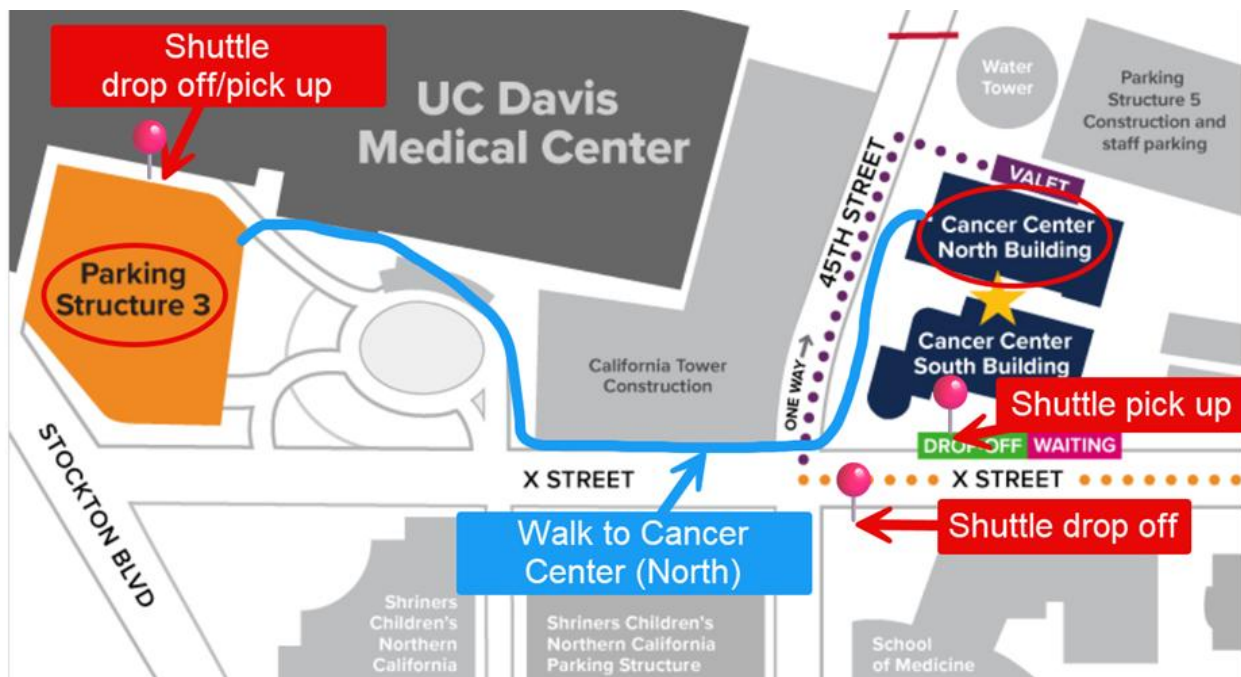 Shuttle
drop off/pick up
UC Davis
Medical Center
Water
Tower
Parking
Structure 5
Construction and
staff parking
VALET
45TH STREET
Cancer Center
North Building
Parking
Structure 3
Cancer Center
South Building
California Tower
Construction
ONE WAY →
Shuttle pick up
DROP-OFF WAITING
STOCKTON BLVD
X STREET
X STREET
Shuttle drop off
Walk to Cancer
Center (North)
Shriners
Children's
Northern
California
Shriners Children's
Northern California
Parking Structure
School
of Medicine